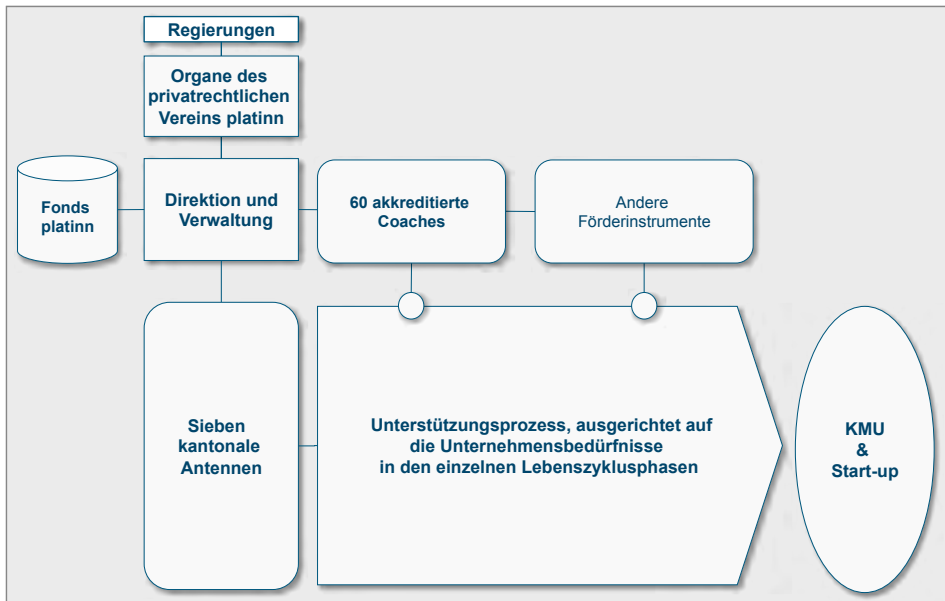 Regierungen
Organe des
privatrechtlichen
Vereins platinn
Fonds
platinn
Direktion und
Verwaltung
60 akkreditierte
Coaches
Andere
Förderinstrumente
Sieben
kantonale
Antennen
Unterstützungsprozess, ausgerichtet auf
die Unternehmensbedürfnisse
in den einzelnen Lebenszyklusphasen
KMU
&
Start-up